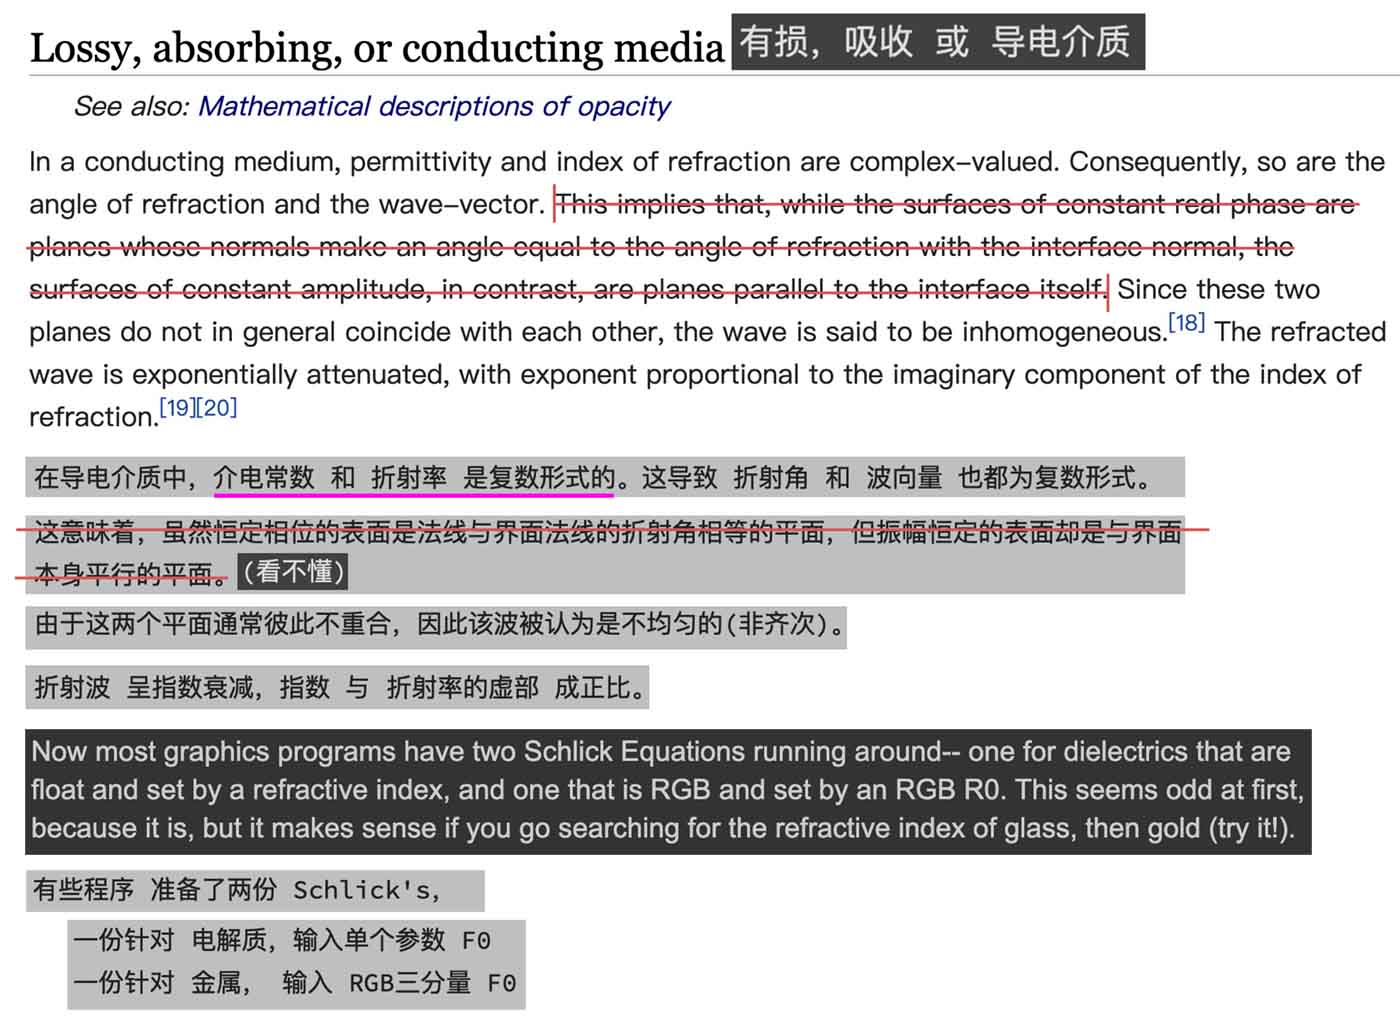 Lossy, absorbing, or conducting media 有损，吸收 或 导电介质
See also: Mathematical descriptions of opacity
In a conducting medium, permittivity and index of refraction are complex-valued. Consequently, so are the
angle of refraction and the wave-vector. This implies that, while the surfaces of constant real phase are
planes whose normals make an angle equal to the angle of refraction with the interface normal, the
surfaces of constant amplitude, in contrast, are planes parallel to the interface itself. Since these two
planes do not in general coincide with each other, the wave is said to be inhomogeneous.[18] The refracted
wave is exponentially attenuated, with exponent proportional to the imaginary component of the index of
refraction.[19][20]
在导电介质中，介电常数 和 折射率 是复数形式的。这导致 折射角 和 波向量 也都为复数形式。
这意味着，虽然恒定相位的表面是法线与界面法线的折射角相等的平面，但振幅恒定的表面却是与界面
本身平行的平面。(看不懂)
由于这两个平面通常彼此不重合，因此该波被认为是不均匀的(非齐次)。
折射波 呈指数衰减，指数 与 折射率的虚部 成正比。
Now most graphics programs have two Schlick Equations running around-- one for dielectrics that are
float and set by a refractive index, and one that is RGB and set by an RGB R0. This seems odd at first,
because it is, but it makes sense if you go searching for the refractive index of glass, then gold (try it!).
有些程序 准备了两份 Schlick's，
一份针对 电解质，输入单个参数 F0
一份针对 金属， 输入 RGB三分量 F0